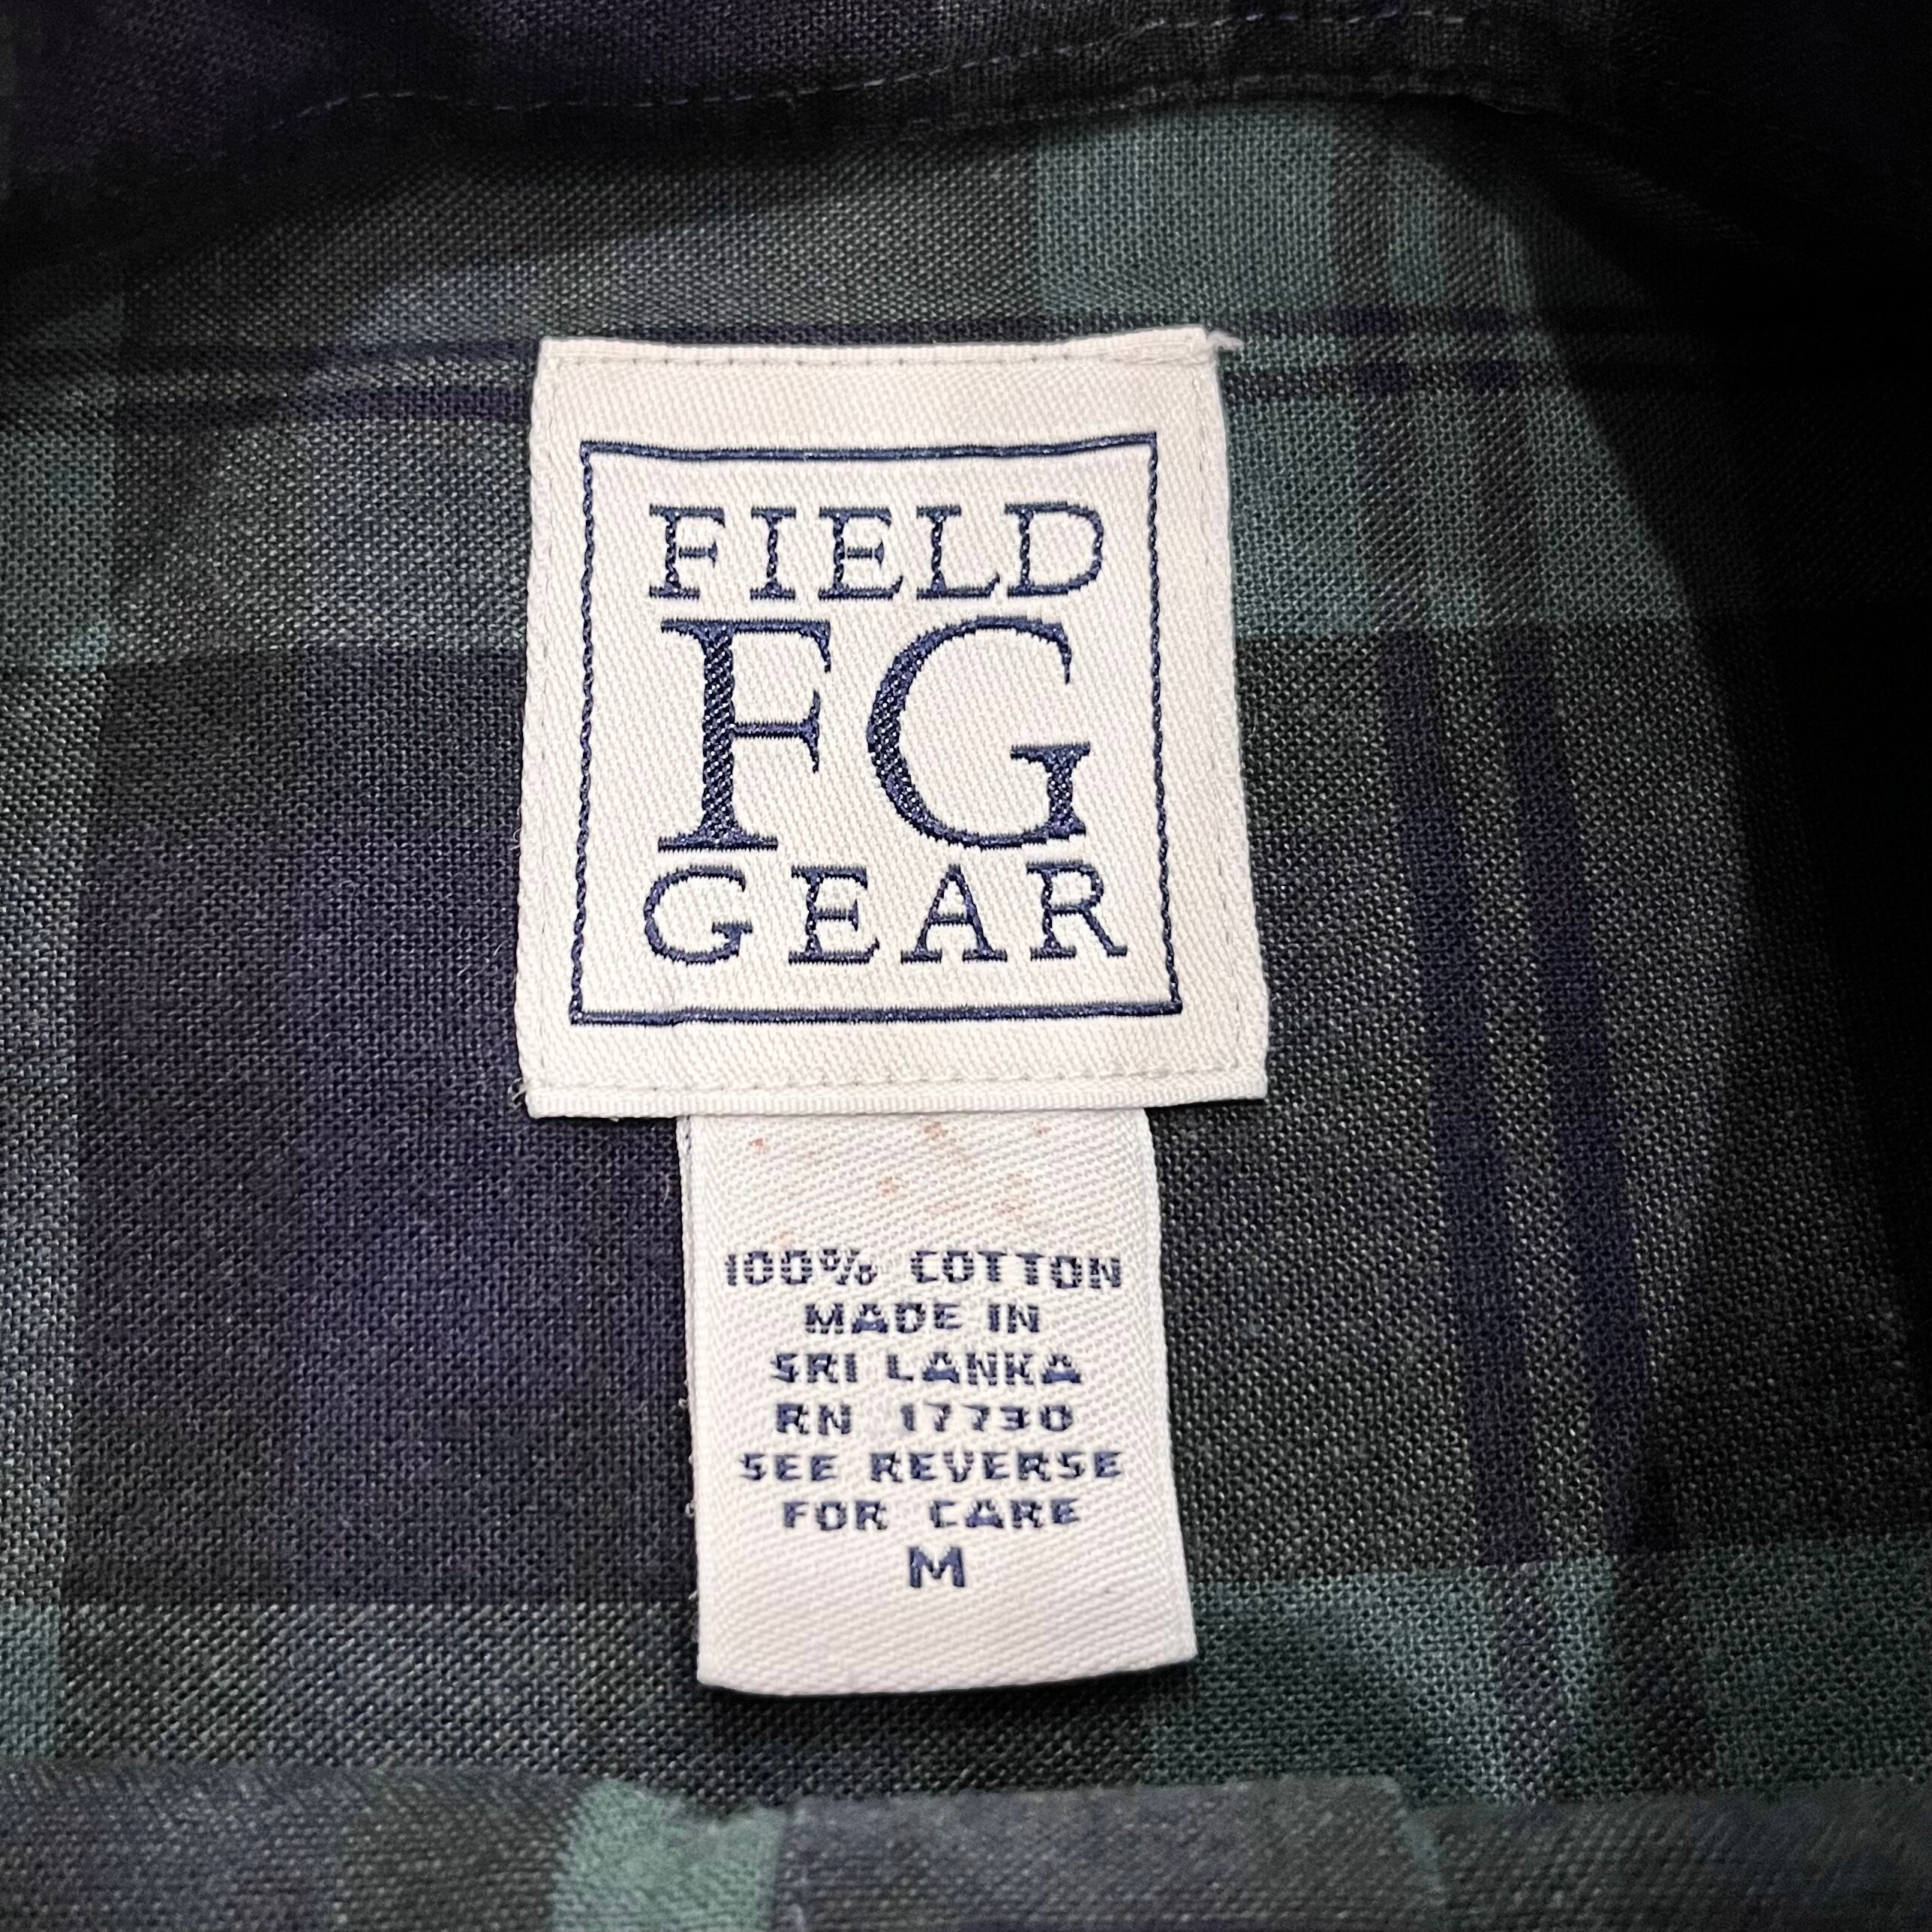 FIELD
FG
GEAR
100% COTTON
MADE IN
SRI LANKA
RN 17730
SEE REVERSE
FOR CARE
M